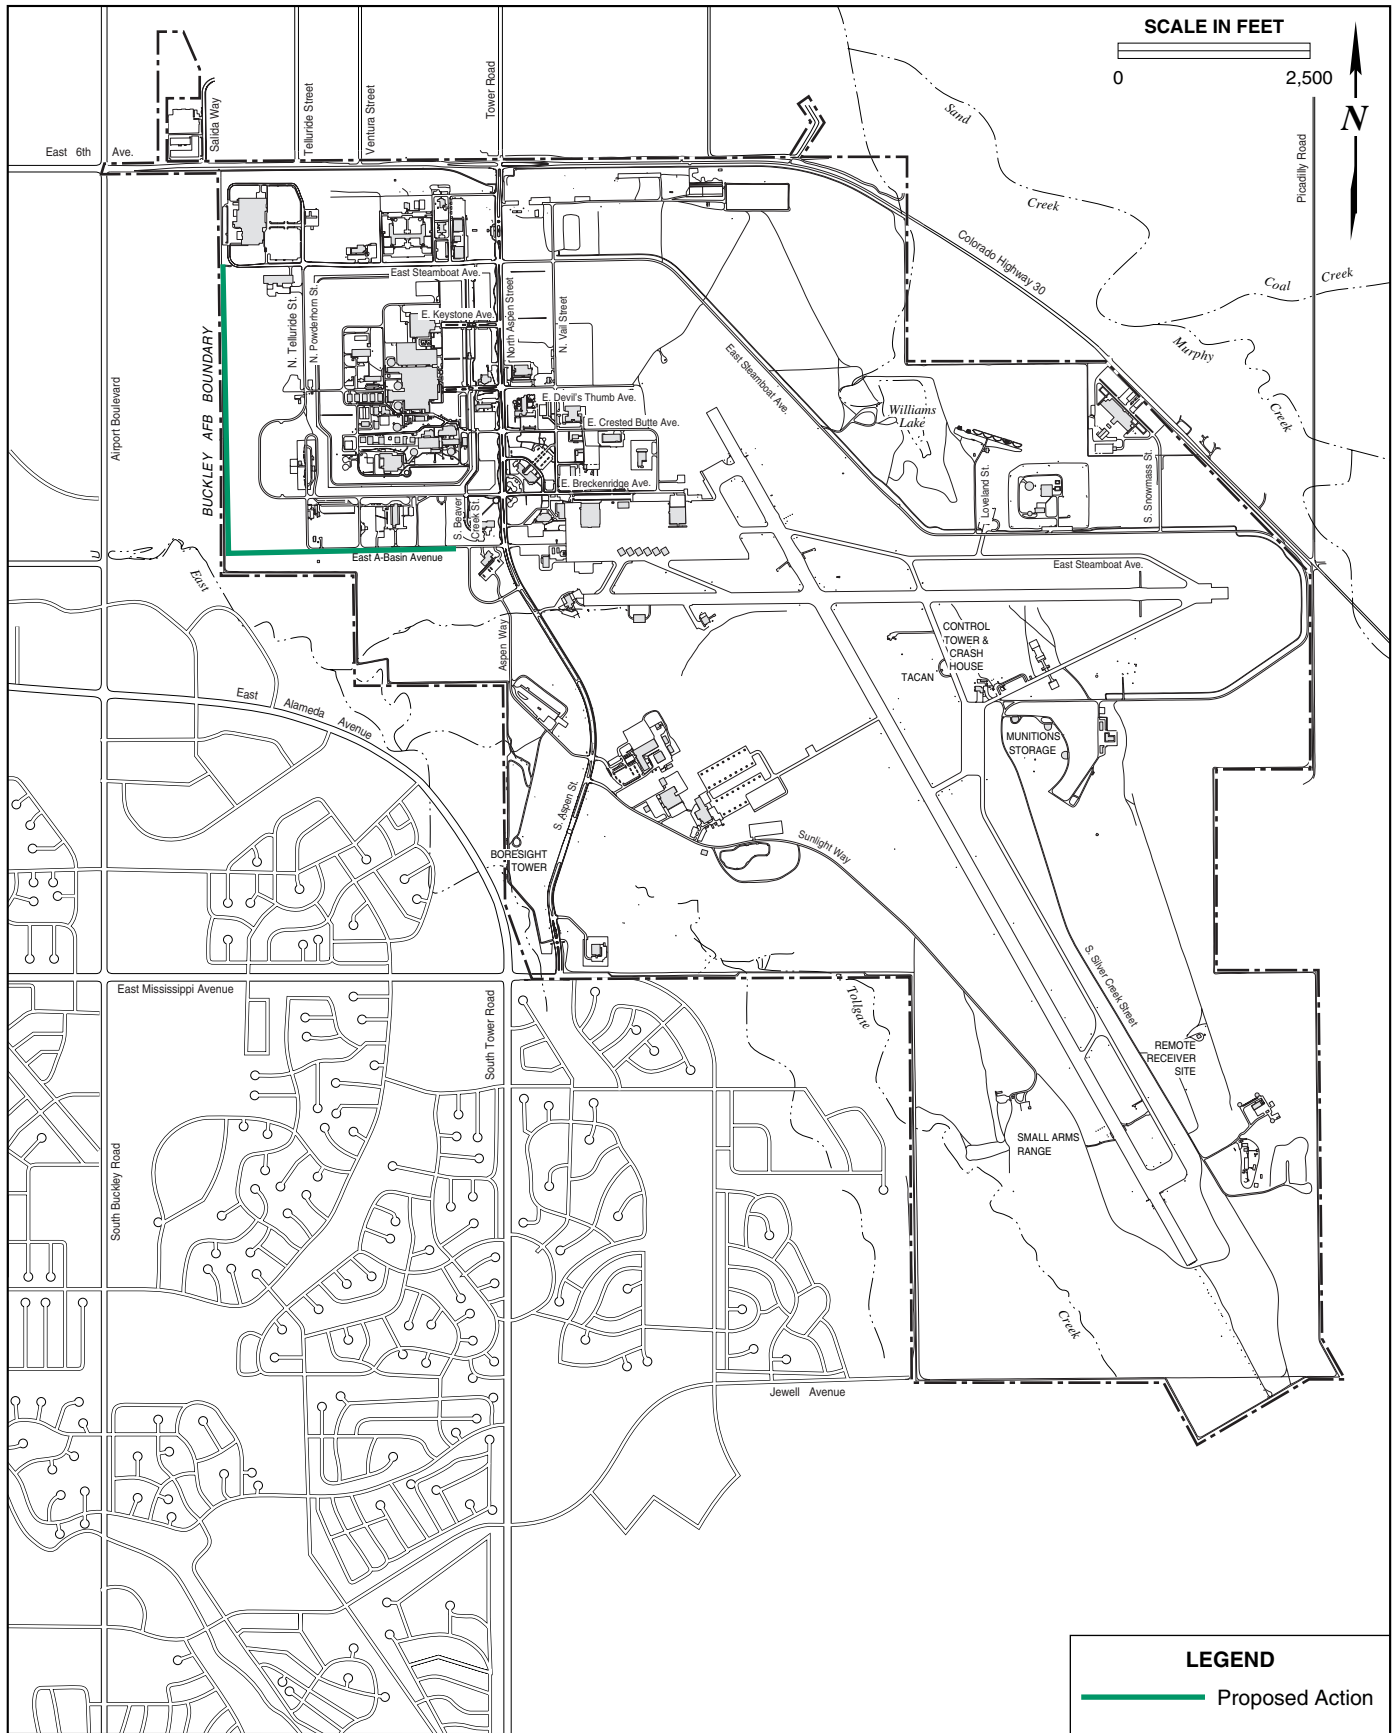 SCALE IN FEET
0
2,500
N
Salida Way
Telluride Street
Ventura Street
Tower Road
East 6th Ave.
Sand
Creek
Picadilly Road
Colorado Highway 30
Coal
Creek
Murphy
Creek
East Steamboat Ave.
E. Keystone Ave.
N. Telluride St.
N. Powderhorn St.
North Aspen Street
N. Vail Street
BUCKLEY AFB BOUNDARY
Airport Boulevard
East Steamboat Ave.
E. Devil's Thumb Ave.
E. Crested Butte Ave.
E. Breckenridge Ave.
Williams
Lake
Loveland St.
S. Snowmass St.
S. Beaver
Creek St.
East A-Basin Avenue
East
East Steamboat Ave.
Aspen Way
CONTROL
TOWER &
CRASH
HOUSE
TACAN
East Alameda Avenue
MUNITIONS
STORAGE
S. Aspen St.
Sunlight Way
BORESIGHT
TOWER
S. Silver Creek Street
East Mississippi Avenue
South Tower Road
Tollgate
REMOTE
RECEIVER
SITE
SMALL ARMS
RANGE
South Buckley Road
Creek
Jewell Avenue
LEGEND
Proposed Action